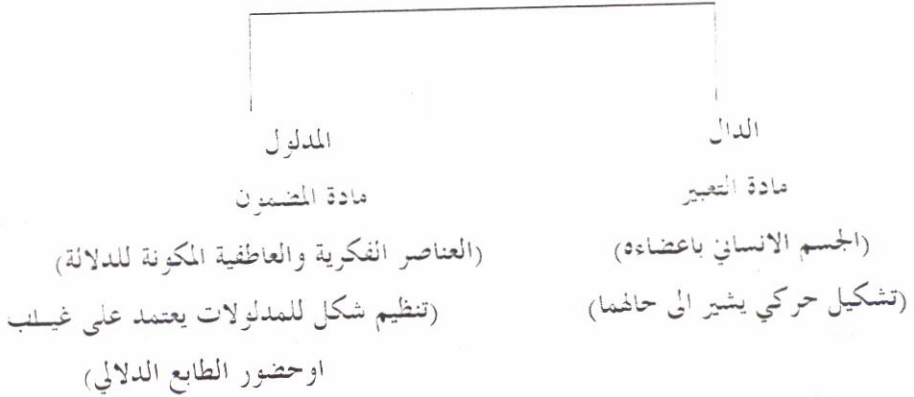 الدال
مادة التعبير
(الجسم الانساني باعضاءه)
(تشكيل حركي يشير الى حالهما)
المدلول
مادة المضمون
(العناصر الفكرية والعاطفية المكونة للدلالة)
(تنظيم شكل للمدلولات يعتمد على غيـلب
اوحضور الطابع الدلالي)